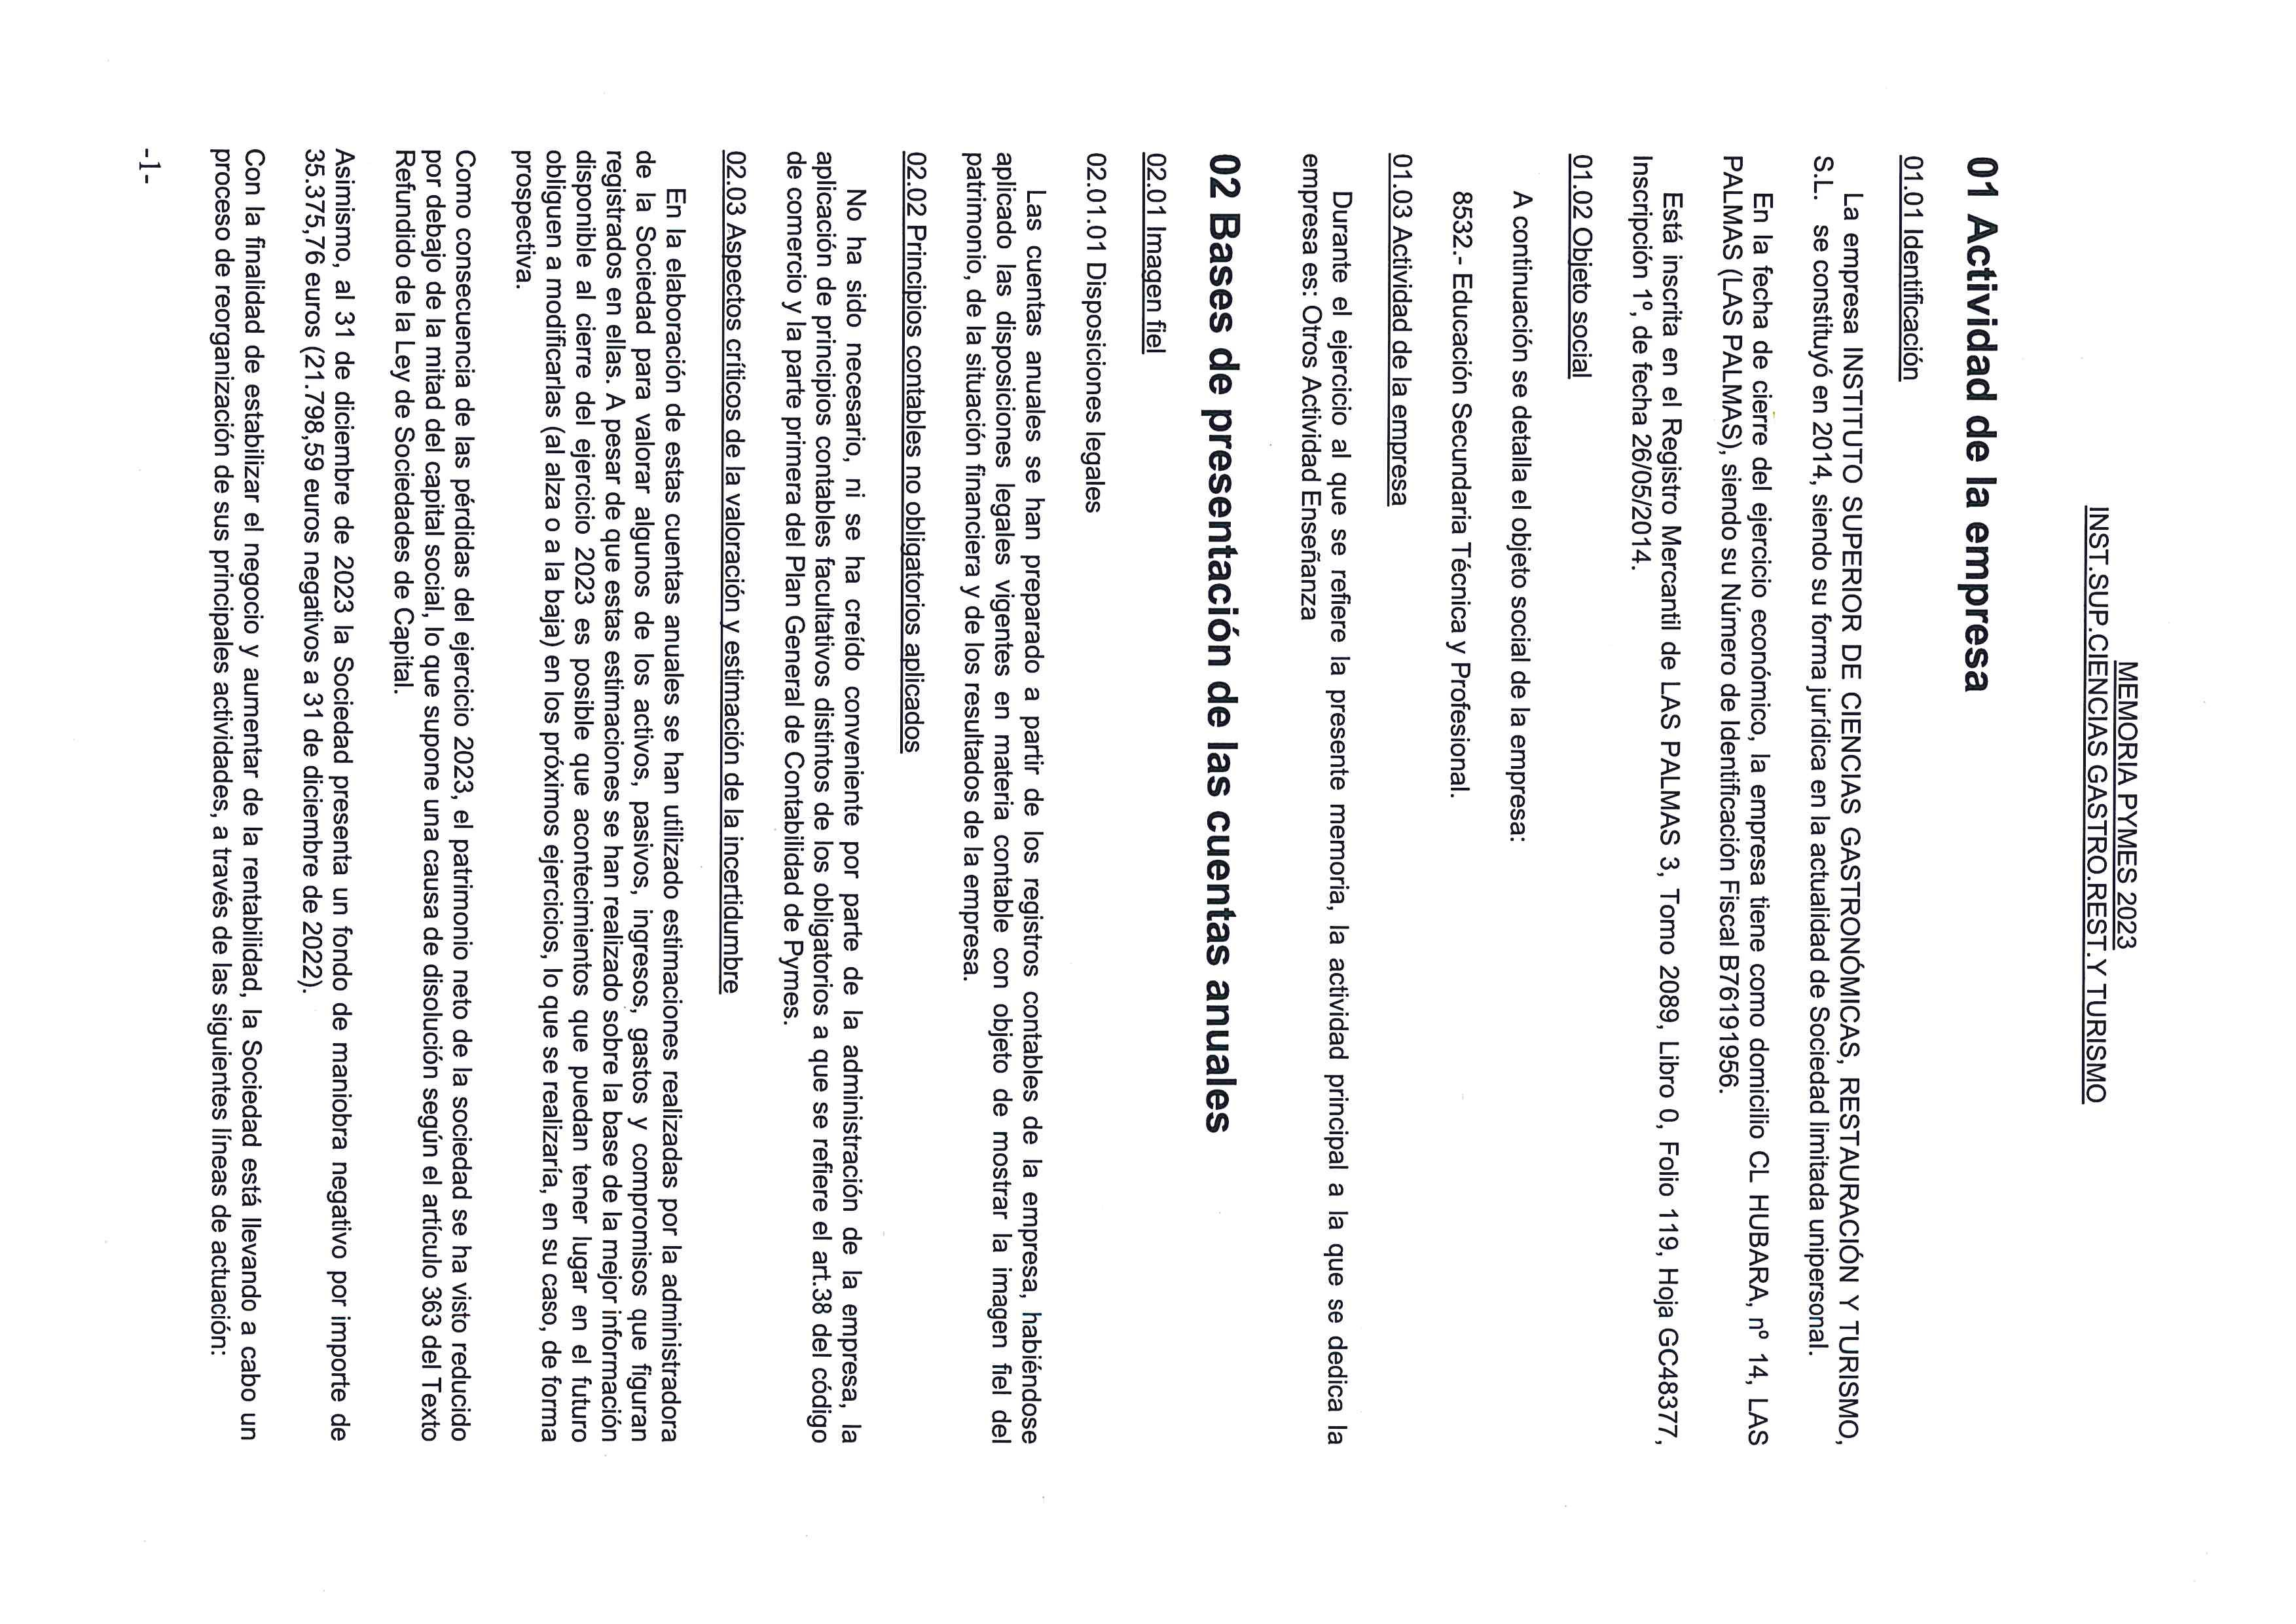 MEMORIA PYMES 2023
INST.SUP.CIENCIAS GASTRO.REST.Y TURISMO
01 Actividad de la empresa
01.01 Identificación
La empresa INSTITUTO SUPERIOR DE CIENCIAS GASTRONÓMICAS, RESTAURACIÓN Y TURISMO,
S.L. se constituyó en 2014, siendo su forma jurídica en la actualidad de Sociedad limitada unipersonal.
En la fecha de cierre del ejercicio económico, la empresa tiene como domicilio CL HUBARA, nº 14, LAS
PALMAS (LAS PALMAS), siendo su Número de Identificación Fiscal B76191956.
Está inscrita en el Registro Mercantil de LAS PALMAS 3, Tomo 2089, Libro 0, Folio 119, Hoja GC48377,
Inscripción 1º, de fecha 26/05/2014.
01.02 Objeto social
A continuación se detalla el objeto social de la empresa:
8532.- Educación Secundaria Técnica y Profesional.
01.03 Actividad de la empresa
Durante el ejercicio al que se refiere la presente memoria, la actividad principal a la que se dedica la
empresa es: Otros Actividad Enseñanza
02 Bases de presentación de las cuentas anuales
02.01 Imagen fiel
02.01.01 Disposiciones legales
Las cuentas anuales se han preparado a partir de los registros contables de la empresa, habiéndose
aplicado las disposiciones legales vigentes en materia contable con objeto de mostrar la imagen fiel del
patrimonio, de la situación financiera y de los resultados de la empresa.
02.02 Principios contables no obligatorios aplicados
No ha sido necesario, ni se ha creído conveniente por parte de la administración de la empresa, la
aplicación de principios contables facultativos distintos de los obligatorios a que se refiere el art.38 del código
de comercio y la parte primera del Plan General de Contabilidad de Pymes.
02.03 Aspectos críticos de la valoración y estimación de la incertidumbre
En la elaboración de estas cuentas anuales se han utilizado estimaciones realizadas por la administradora
de la Sociedad para valorar algunos de los activos, pasivos, ingresos, gastos y compromisos que figuran
registrados en ellas. A pesar de que estas estimaciones se han realizado sobre la base de la mejor información
disponible al cierre del ejercicio 2023 es posible que acontecimientos que puedan tener lugar en el futuro
obliguen a modificarlas (al alza o a la baja) en los próximos ejercicios, lo que se realizaría, en su caso, de forma
prospectiva.
Como consecuencia de las pérdidas del ejercicio 2023, el patrimonio neto de la sociedad se ha visto reducido
por debajo de la mitad del capital social, lo que supone una causa de disolución según el artículo 363 del Texto
Refundido de la Ley de Sociedades de Capital.
Asimismo, al 31 de diciembre de 2023 la Sociedad presenta un fondo de maniobra negativo por importe de
35.375,76 euros (21.798,59 euros negativos a 31 de diciembre de 2022).
Con la finalidad de estabilizar el negocio y aumentar de la rentabilidad, la Sociedad está llevando a cabo un
proceso de reorganización de sus principales actividades, a través de las siguientes líneas de actuación:
-1-